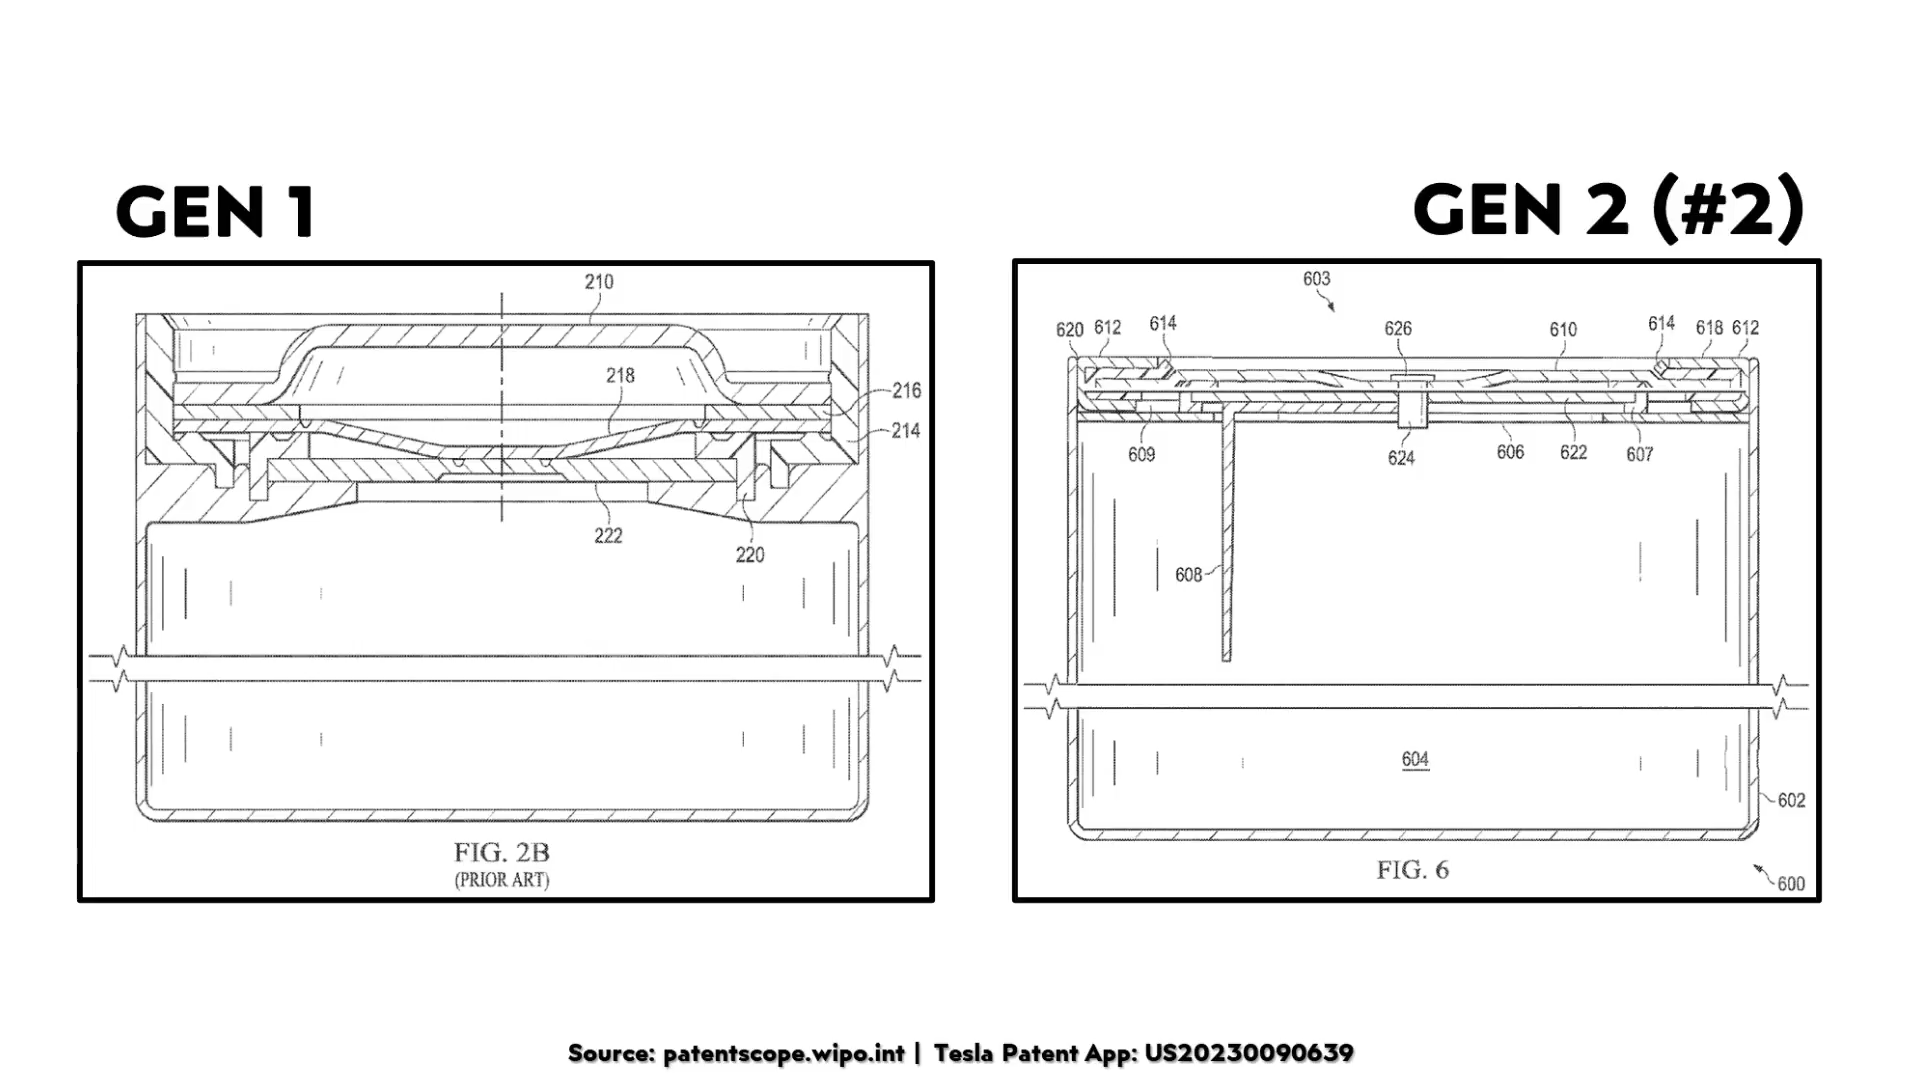 GEN 1
GEN 2 (#2)
210
218
216
214
222
220
FIG. 2B
(PRIOR ART)
603
620 612 614 626 610 614 618 612
609 624 606 622 607
608
604
602
FIG. 6
600
Source: patentscope.wipo.int | Tesla Patent App: US20230090639